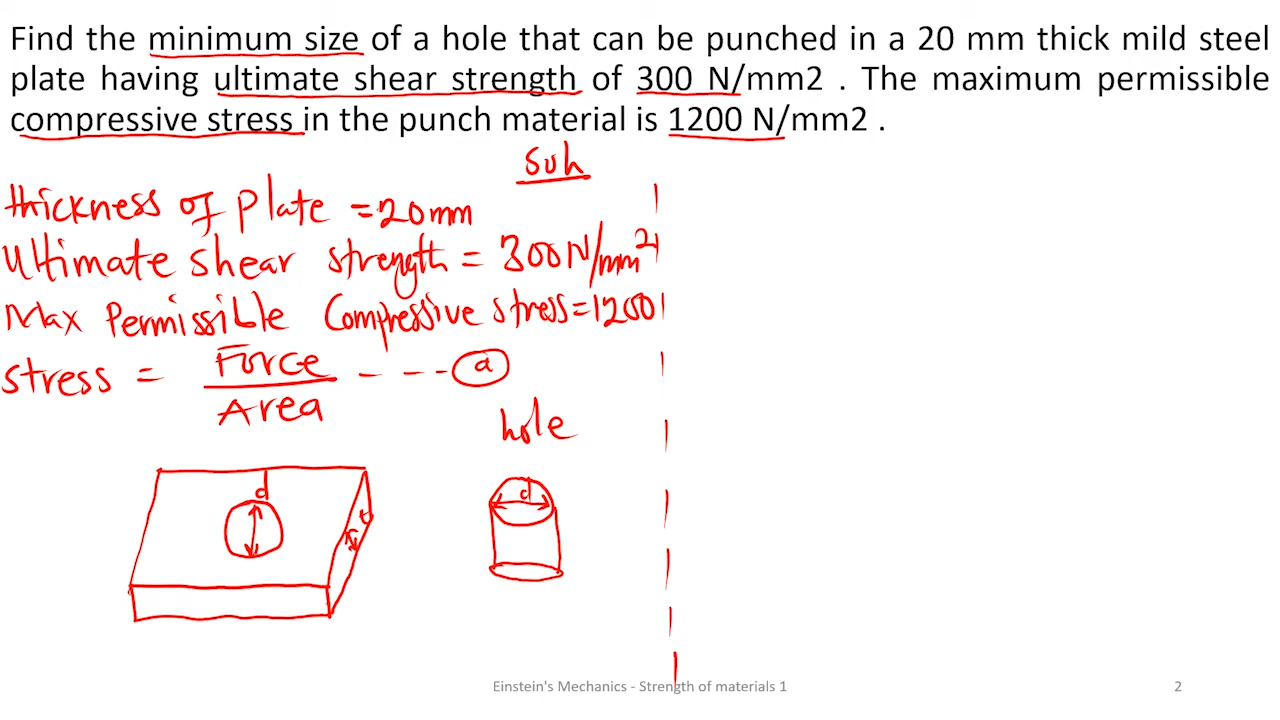 Find the minimum size of a hole that can be punched in a 20 mm thick mild steel
plate having ultimate shear strength of 300 N/mm2 . The maximum permissible
compressive stress in the punch material is 1200 N/mm2 .
Soln
thickness of plate = 20mm
Ultimate shear strength = 300N/mm²
Max Permissible Compressive stress = 1200
stress = Force
Area
- - - - (a)
hole
d
t
d
Einstein's Mechanics - Strength of materials 1
2